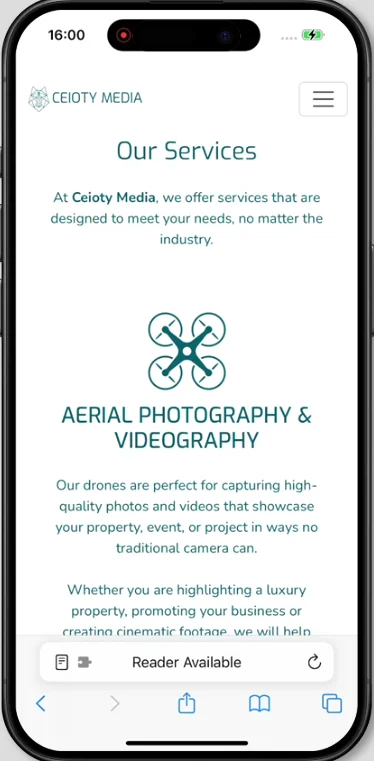 16:00
CEIOTY MEDIA
Our Services
At Ceioty Media, we offer services that are
designed to meet your needs, no matter the
industry.
AERIAL PHOTOGRAPHY &
VIDEOGRAPHY
Our drones are perfect for capturing high-
quality photos and videos that showcase
your property, event, or project in ways no
traditional camera can.
Whether you are highlighting a luxury
property, promoting your business or
creating cinematic footage, we will help
Reader Available